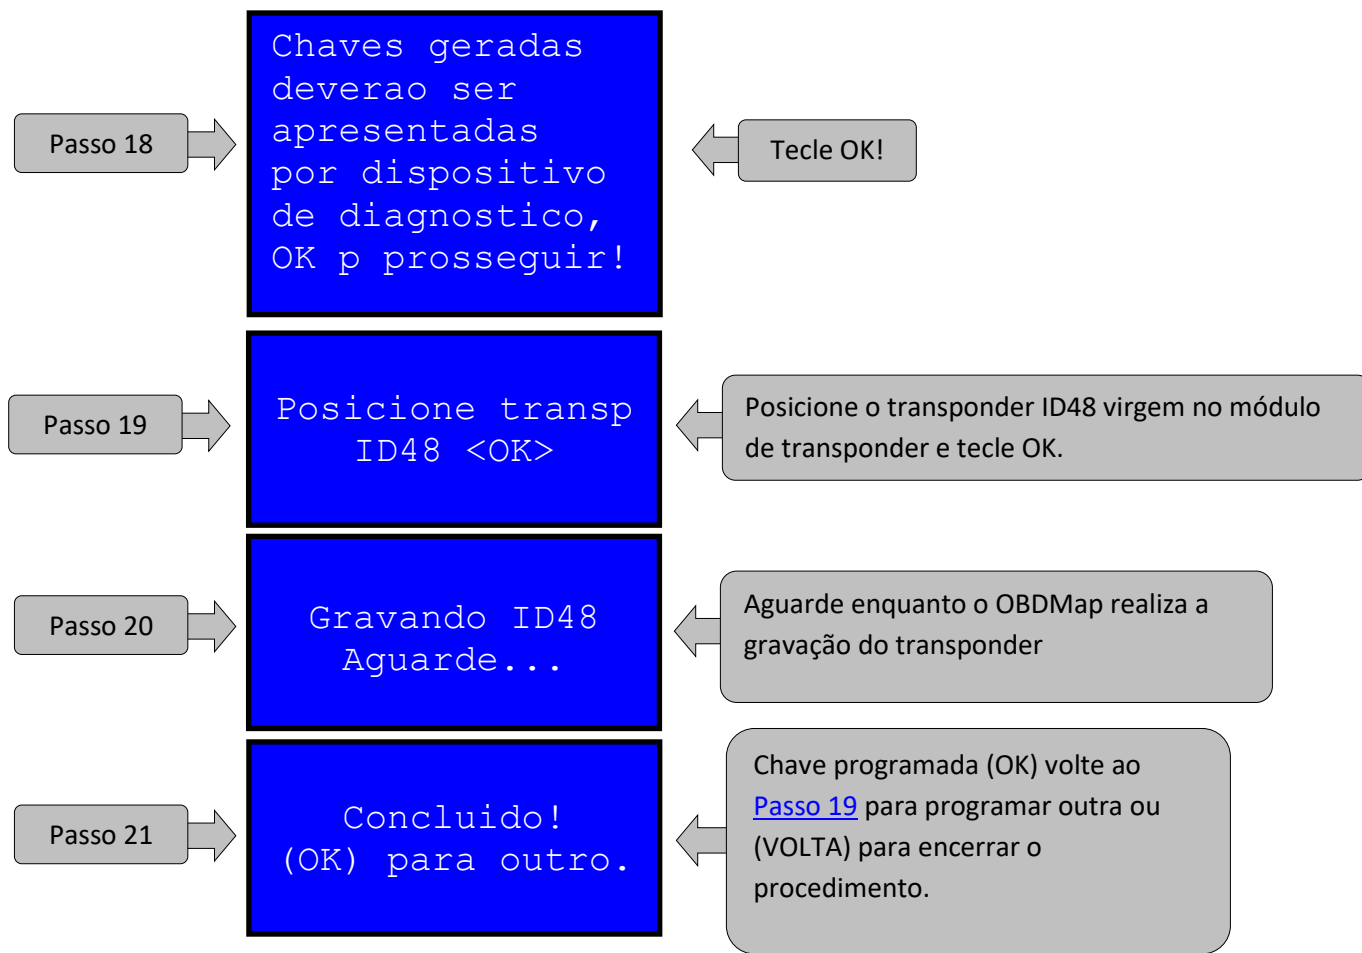 Passo 18
Chaves geradas
deverao ser
apresentadas
por dispositivo
de diagnostico,
OK p prosseguir!
Tecle OK!
Passo 19
Posicione transp
ID48 <OK>
Posicione o transponder ID48 virgem no módulo
de transponder e tecle OK.
Passo 20
Gravando ID48
Aguarde...
Aguarde enquanto o OBDMap realiza a
gravação do transponder
Passo 21
Concluido!
(OK) para outro.
Chave programada (OK) volte ao
Passo 19 para programar outra ou
(VOLTA) para encerrar o
procedimento.